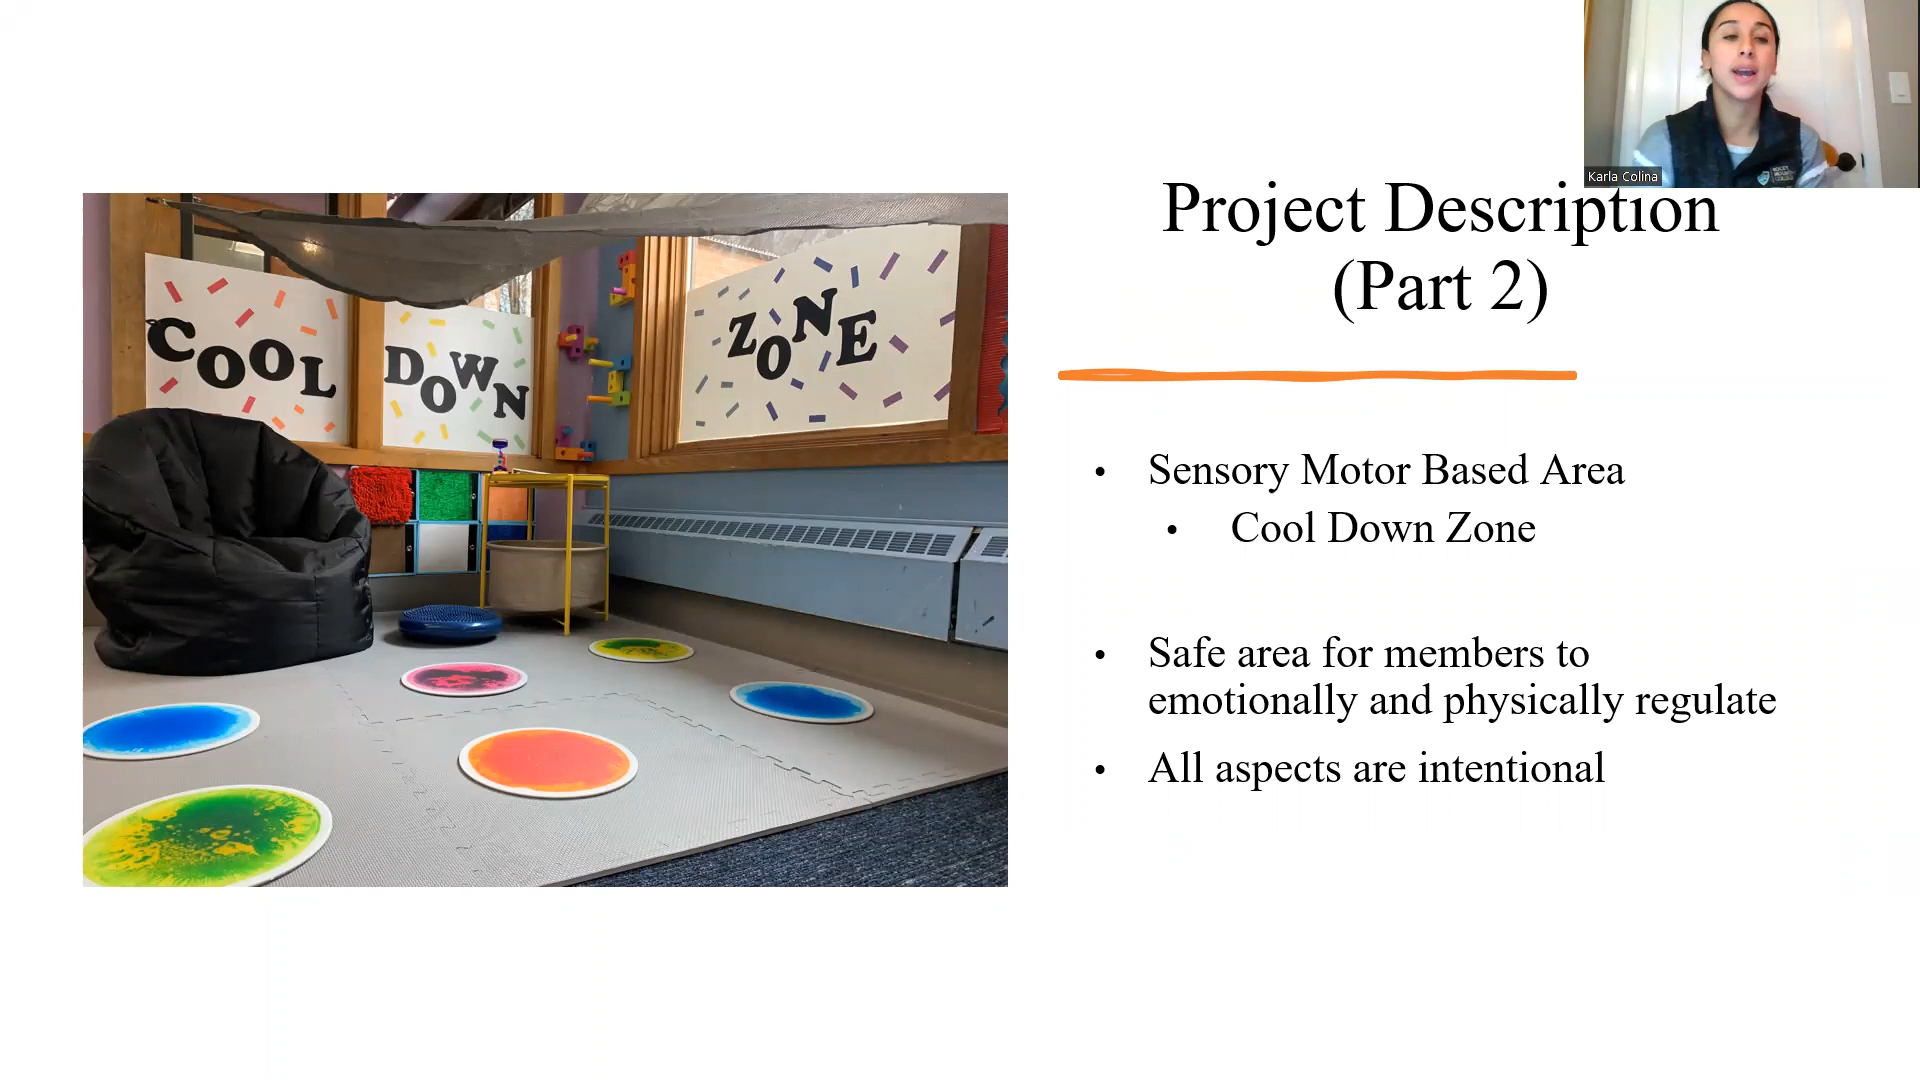 Karla Colina
Project Description
(Part 2)
COOL
DOWN
ZONE
• Sensory Motor Based Area
• Cool Down Zone
• Safe area for members to
emotionally and physically regulate
• All aspects are intentional